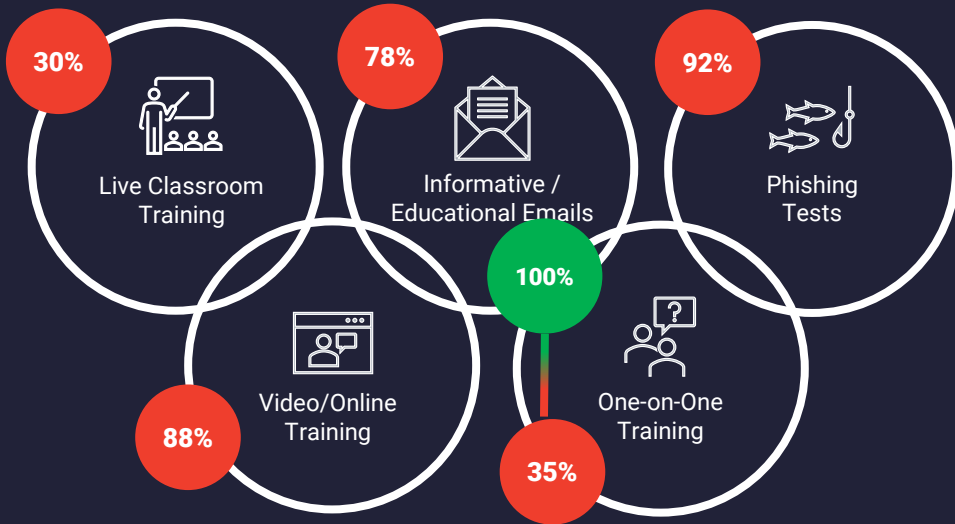 30%
Live Classroom
Training
78%
Informative /
Educational Emails
92%
Phishing
Tests
88%
Video/Online
Training
100%
?
One-on-One
Training
35%